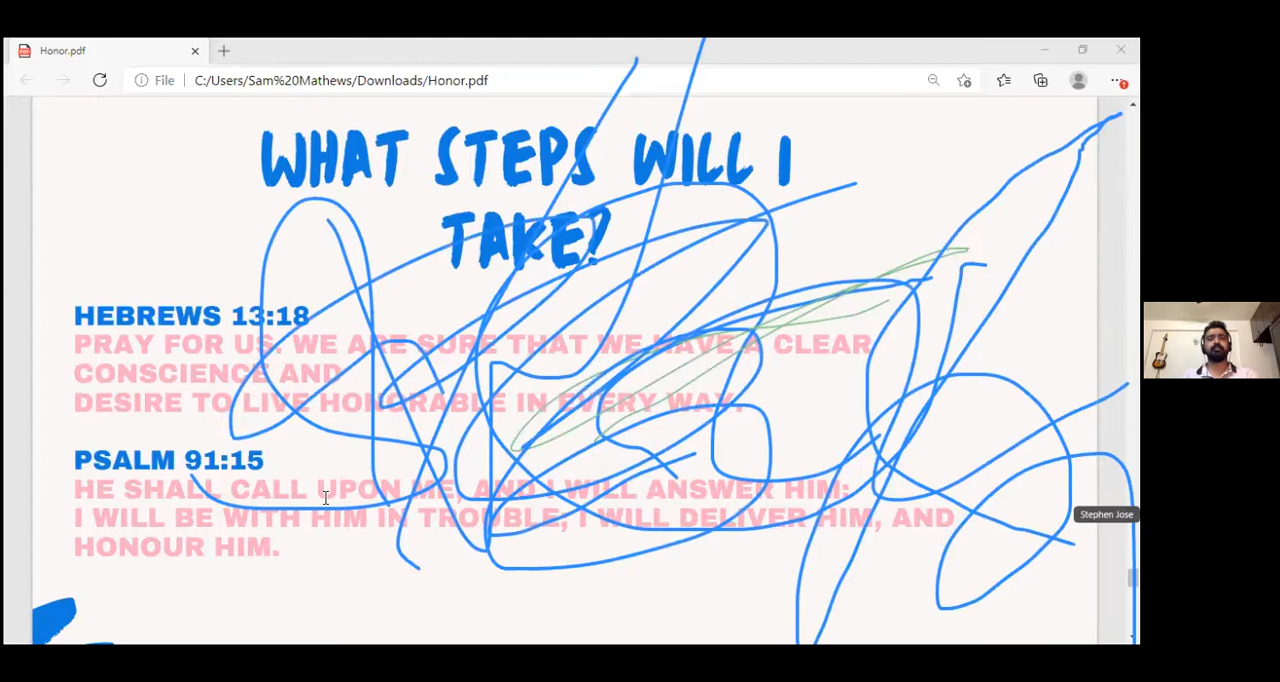 Honor.pdf
File
C:/Users/Sam%20Mathews/Downloads/Honor.pdf
WHAT STEPS WILL I
TAKE?
HEBREWS 13:18
PRAY FOR US. WE ARE SURE THAT WE HAVE A CLEAR
CONSCIENCE AND
DESIRE TO LIVE HONORABLE IN EVERY WAY.
PSALM 91:15
HE SHALL CALL UPON ME, AND I WILL ANSWER HIM:
I WILL BE WITH HIM IN TROUBLE; I WILL DELIVER HIM, AND
HONOUR HIM.
Stephen Jose